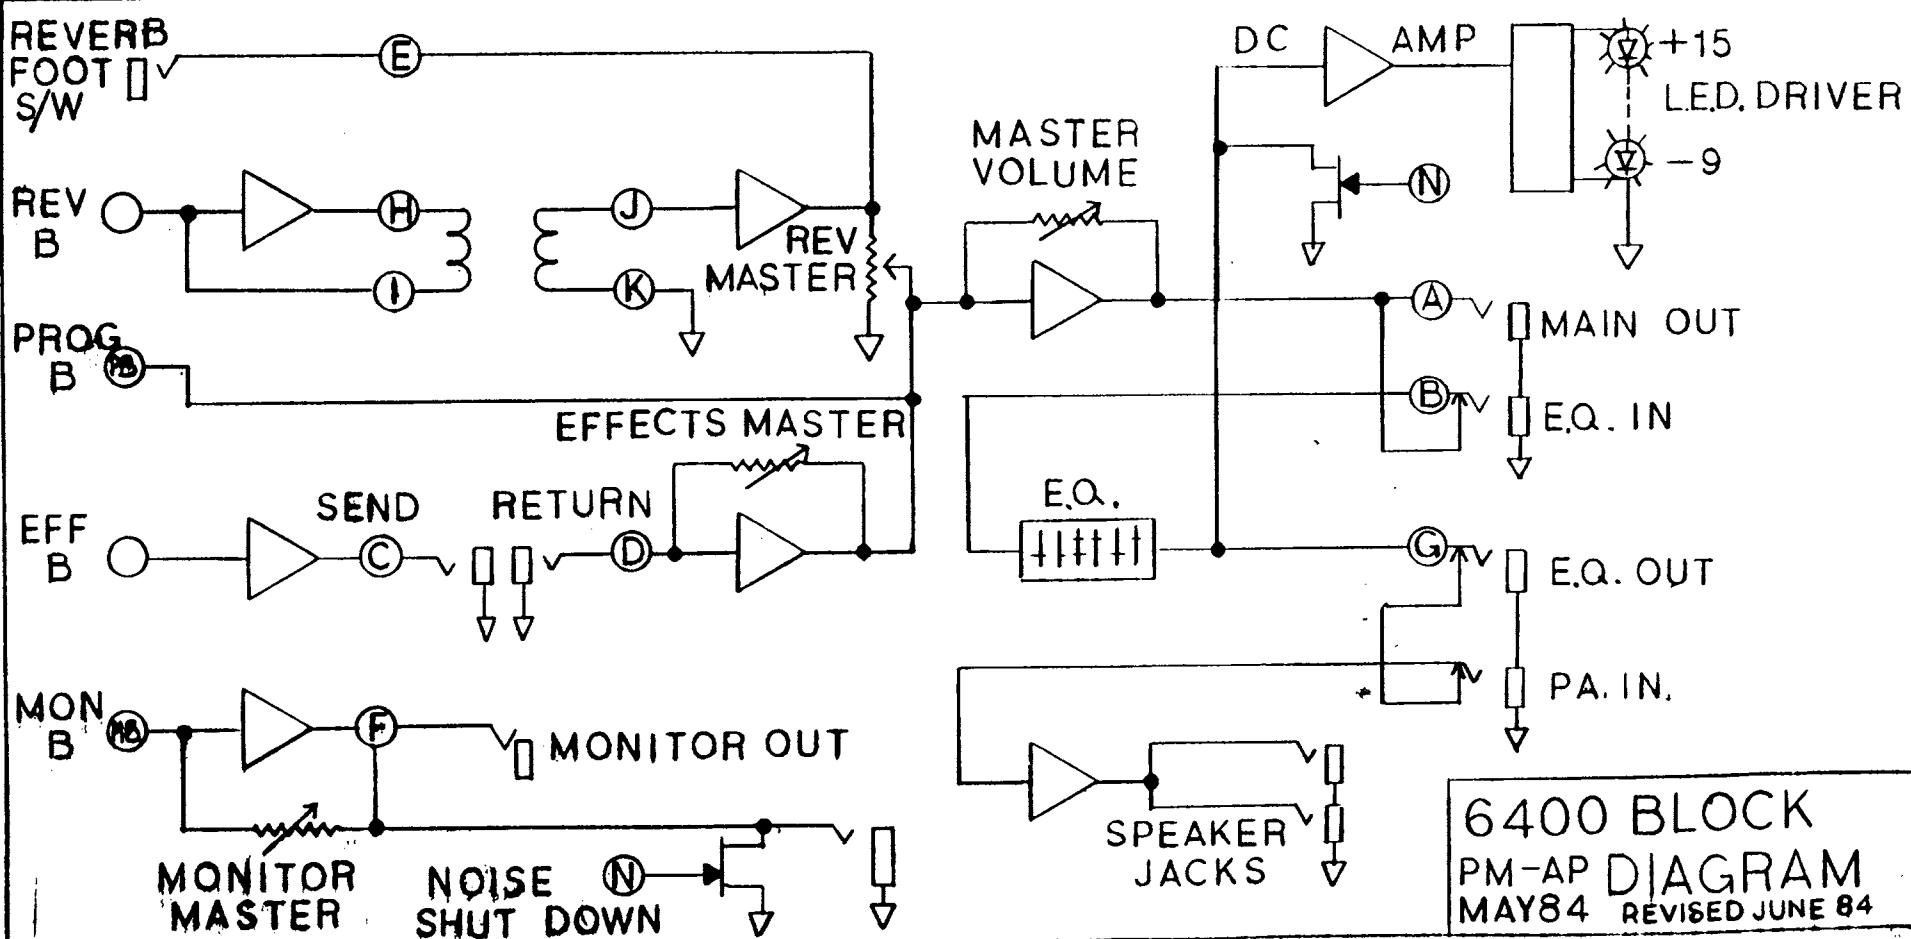 REVERB
FOOT
S/W
E
DC
AMP
+15
L.E.D. DRIVER
-9
MASTER
VOLUME
N
REV
B
H
I
J
K
REV
MASTER
PROG
B
A
MAIN OUT
B
E.Q. IN
EFFECTS MASTER
EFF
B
SEND
C
RETURN
D
E.Q.
G
E.Q. OUT
PA. IN.
MON
B
F
MONITOR OUT
MONITOR
MASTER
NOISE
SHUT DOWN
N
SPEAKER
JACKS
6400 BLOCK
PM-AP DIAGRAM
MAY84 REVISED JUNE 84